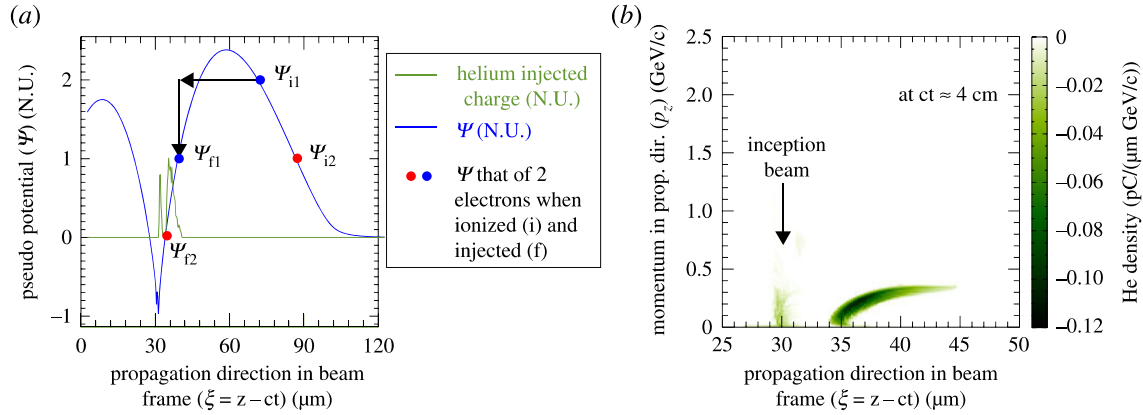 (a)
pseudo potential (Ψ) (N.U.)
2
1
0
−1
0
30
60
90
120
propagation direction in beam
frame (ξ = z – ct) (μm)
Ψi1
Ψf1
Ψi2
Ψf2
helium injected
charge (N.U.)
Ψ (N.U.)
Ψ that of 2
electrons when
ionized (i) and
injected (f)
(b)
momentum in prop. dir. (pz) (GeV/c)
2.5
2.0
1.5
1.0
0.5
0
25
30
35
40
45
50
propagation direction in beam
frame (ξ = z – ct) (μm)
at ct ≈ 4 cm
inception
beam
0
−0.02
−0.04
−0.06
−0.08
−0.10
−0.12
He density (pC/(μm GeV/c))